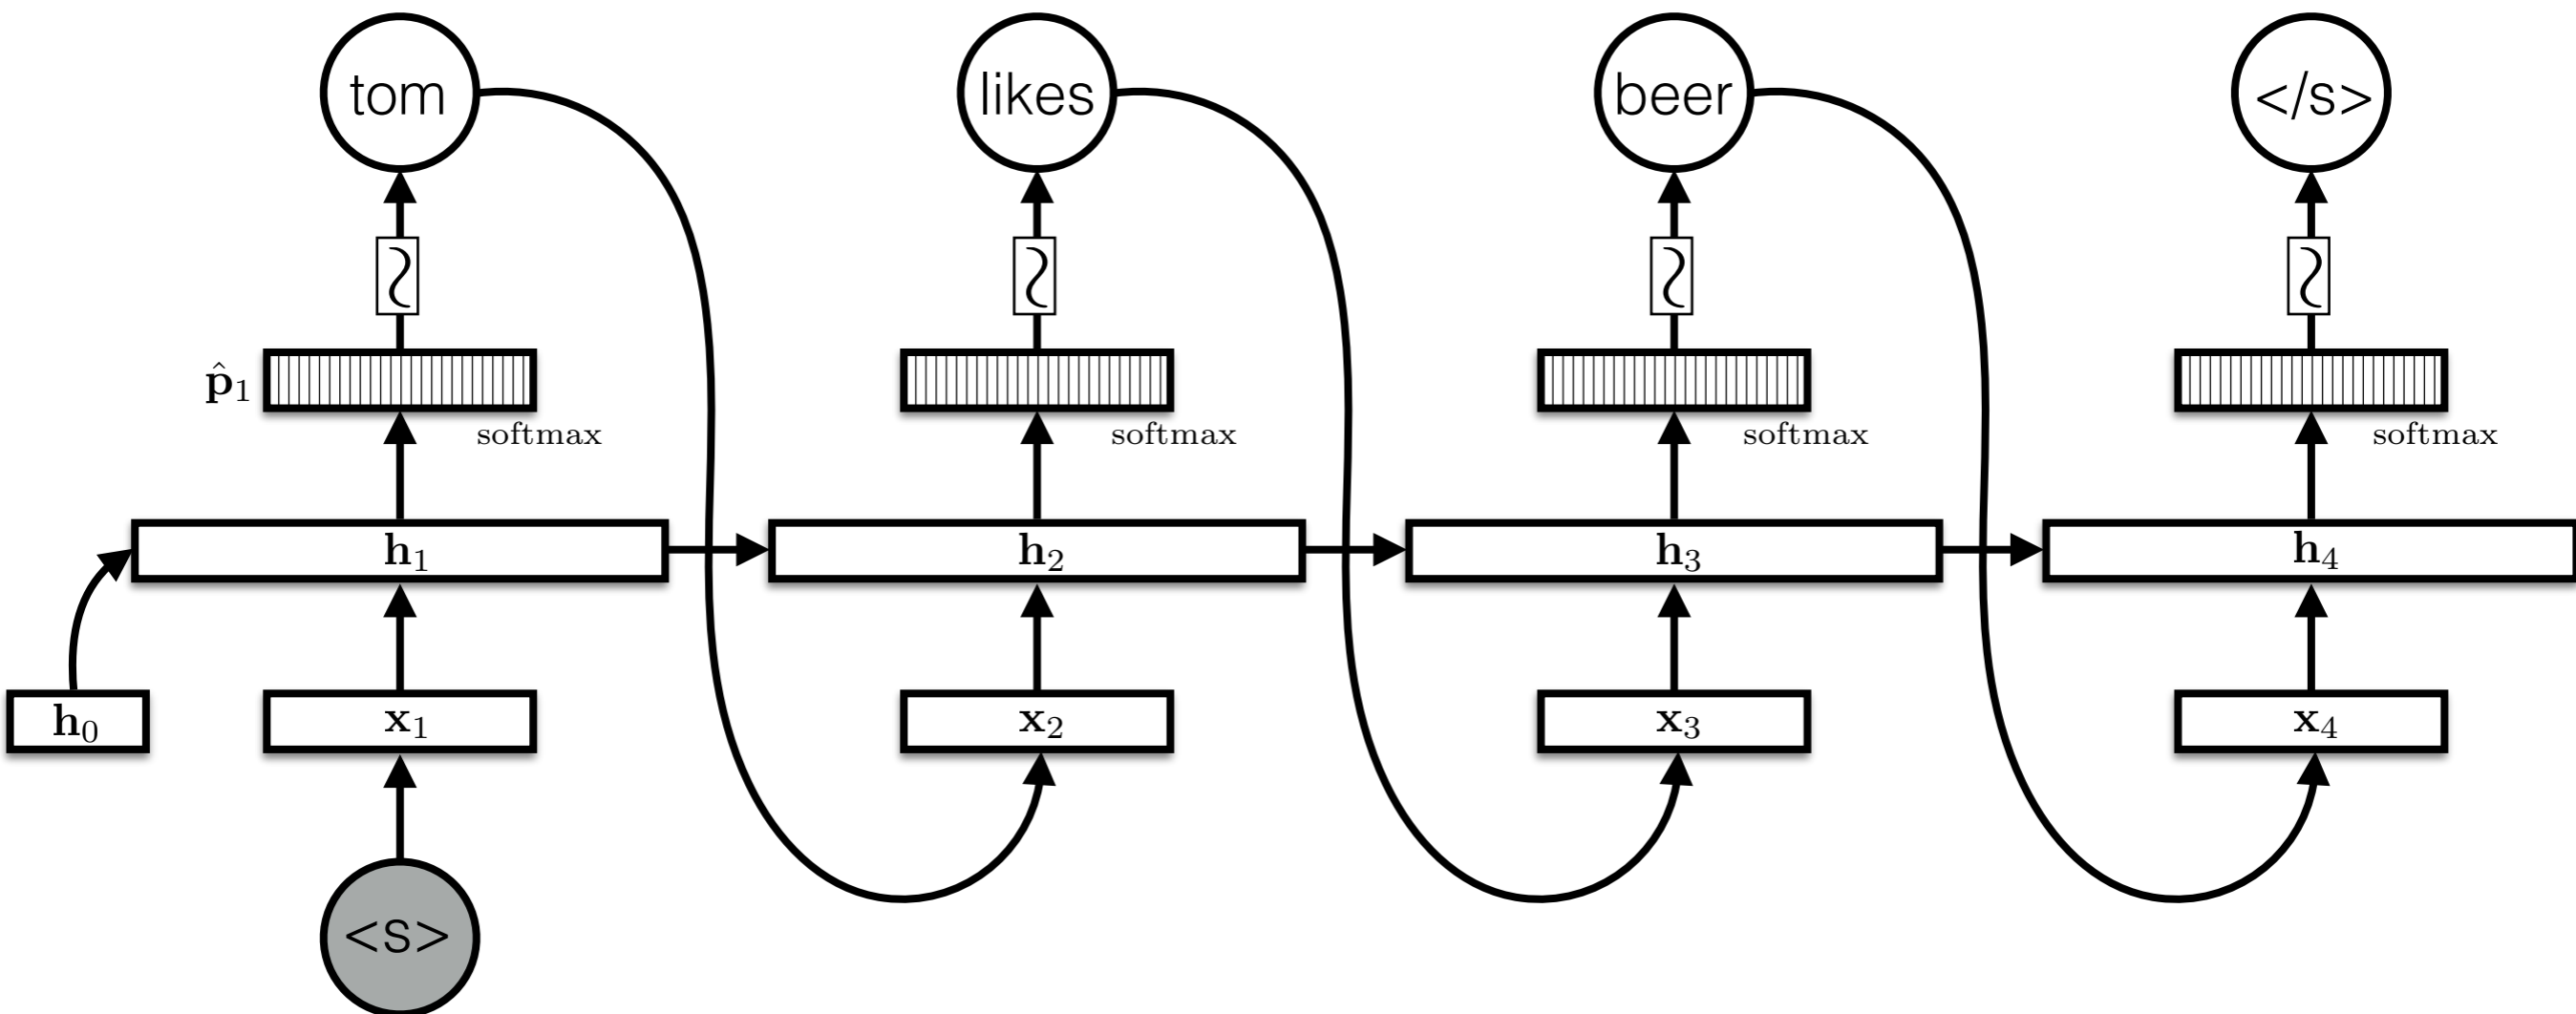 tom likes beer </s>
~ ~ ~ ~
p̂₁
softmax softmax softmax softmax
h₁ h₂ h₃ h₄
h₀ x₁ x₂ x₃ x₄
<s>